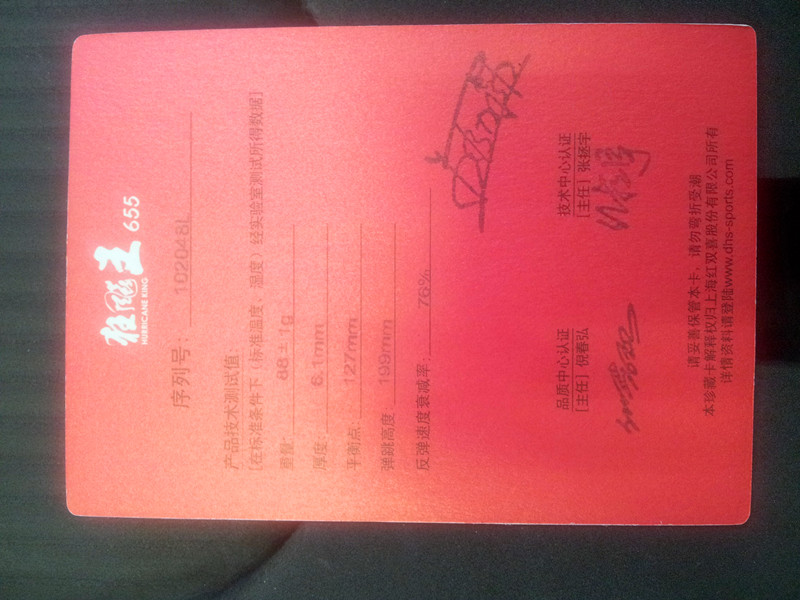 狂飚王 655
HURRICANE KING
序列号： 102048L
产品技术测试值：
[在标准条件下（标准温度、湿度）经实验室测试所得数据]
重量： 88 ± 1g
厚度： 6.1mm
平衡点： 127mm
弹跳高度 199mm
反弹速度衰减率： 76%
品质中心认证
[主任] 倪春弘
技术中心认证
[主任] 张拯宇
请妥善保管本卡，请勿弯折受潮
本珍藏卡解释权归上海红双喜股份有限公司所有
详情资料请登陆www.dhs-sports.com